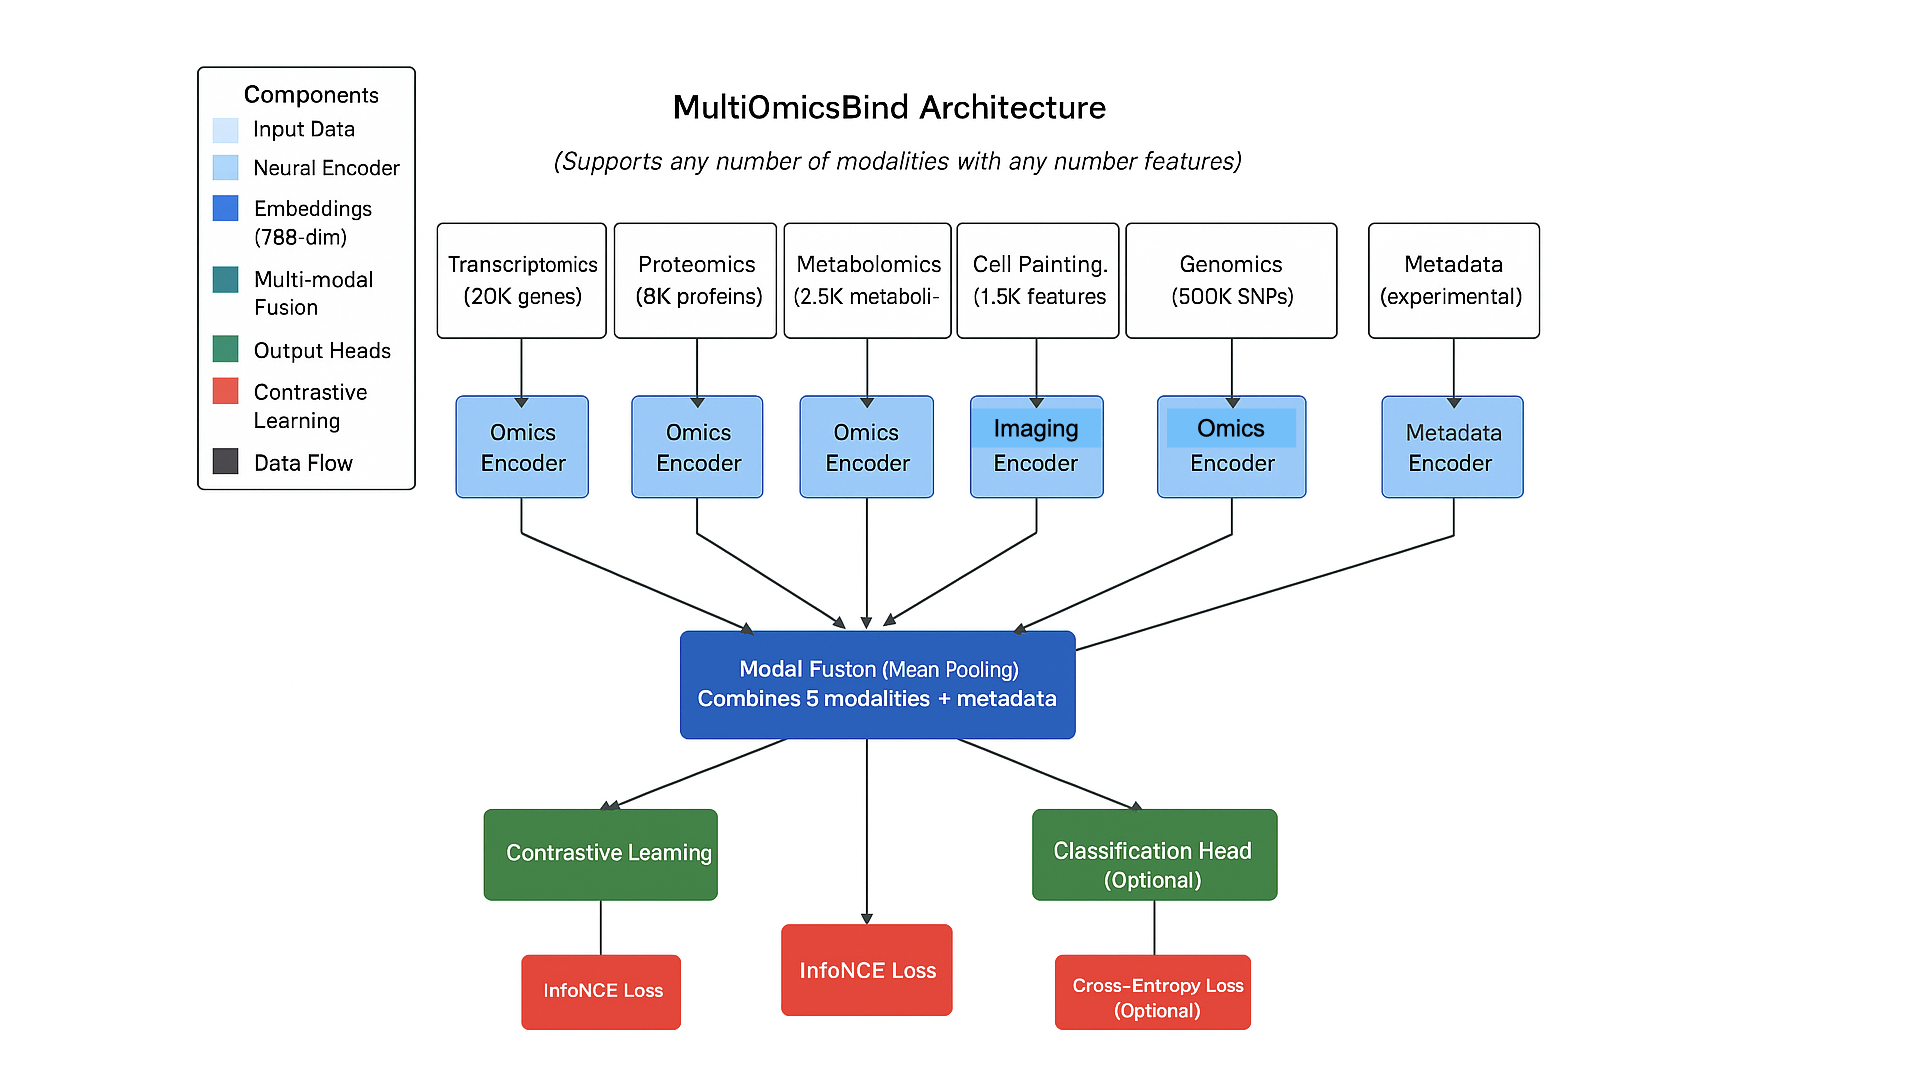 Components
Input Data
Neural Encoder
Embeddings
(788-dim)
Multi-modal
Fusion
Output Heads
Contrastive
Learning
Data Flow
MultiOmicsBind Architecture
(Supports any number of modalities with any number features)
Transcriptomics
(20K genes)
Proteomics
(8K profeins)
Metabolomics
(2.5K metaboli-
Cell Painting.
(1.5K features
Genomics
(500K SNPs)
Metadata
(experimental)
Omics
Encoder
Omics
Encoder
Omics
Encoder
Imaging
Encoder
Omics
Encoder
Metadata
Encoder
Modal Fuston (Mean Pooling)
Combines 5 modalities + metadata
Contrastive Leaming
Classification Head
(Optional)
InfoNCE Loss
InfoNCE Loss
Cross-Entropy Loss
(Optional)